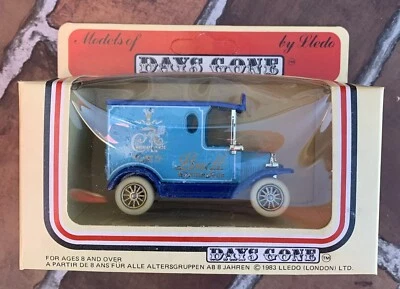 Models of by Lledo
DAYS GONE
DAYS GONE TM
FOR AGES 8 AND OVER
A PARTIR DE 8 ANS FUR ALLE ALTERSGRUPPEN AB 8 JAHREN © 1983 LLEDO (LONDON) LTD.